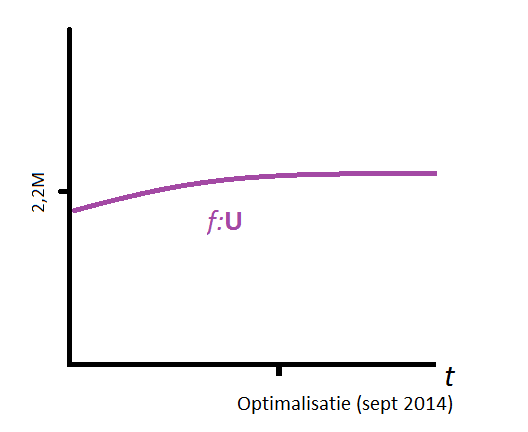 2,2M
f:U
t
Optimalisatie (sept 2014)